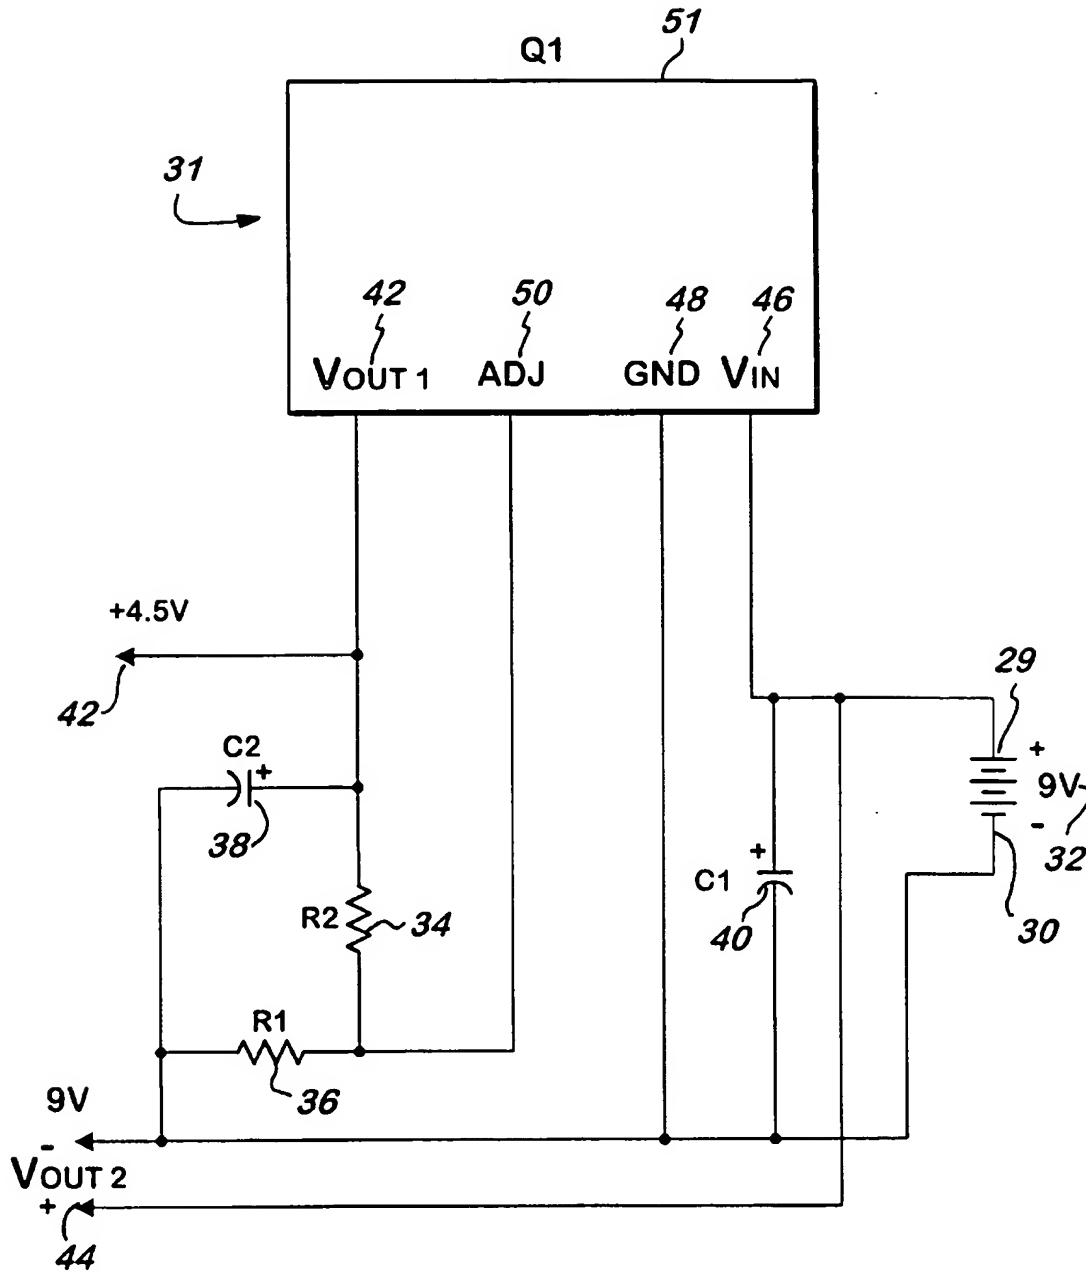 51
Q1
31
42 50 48 46
VOUT 1 ADJ GND VIN
+4.5V
42
29
C2
+
38
+
9V
-
32
R2
34
C1
+
40
30
R1
36
9V
-
VOUT 2
+
44